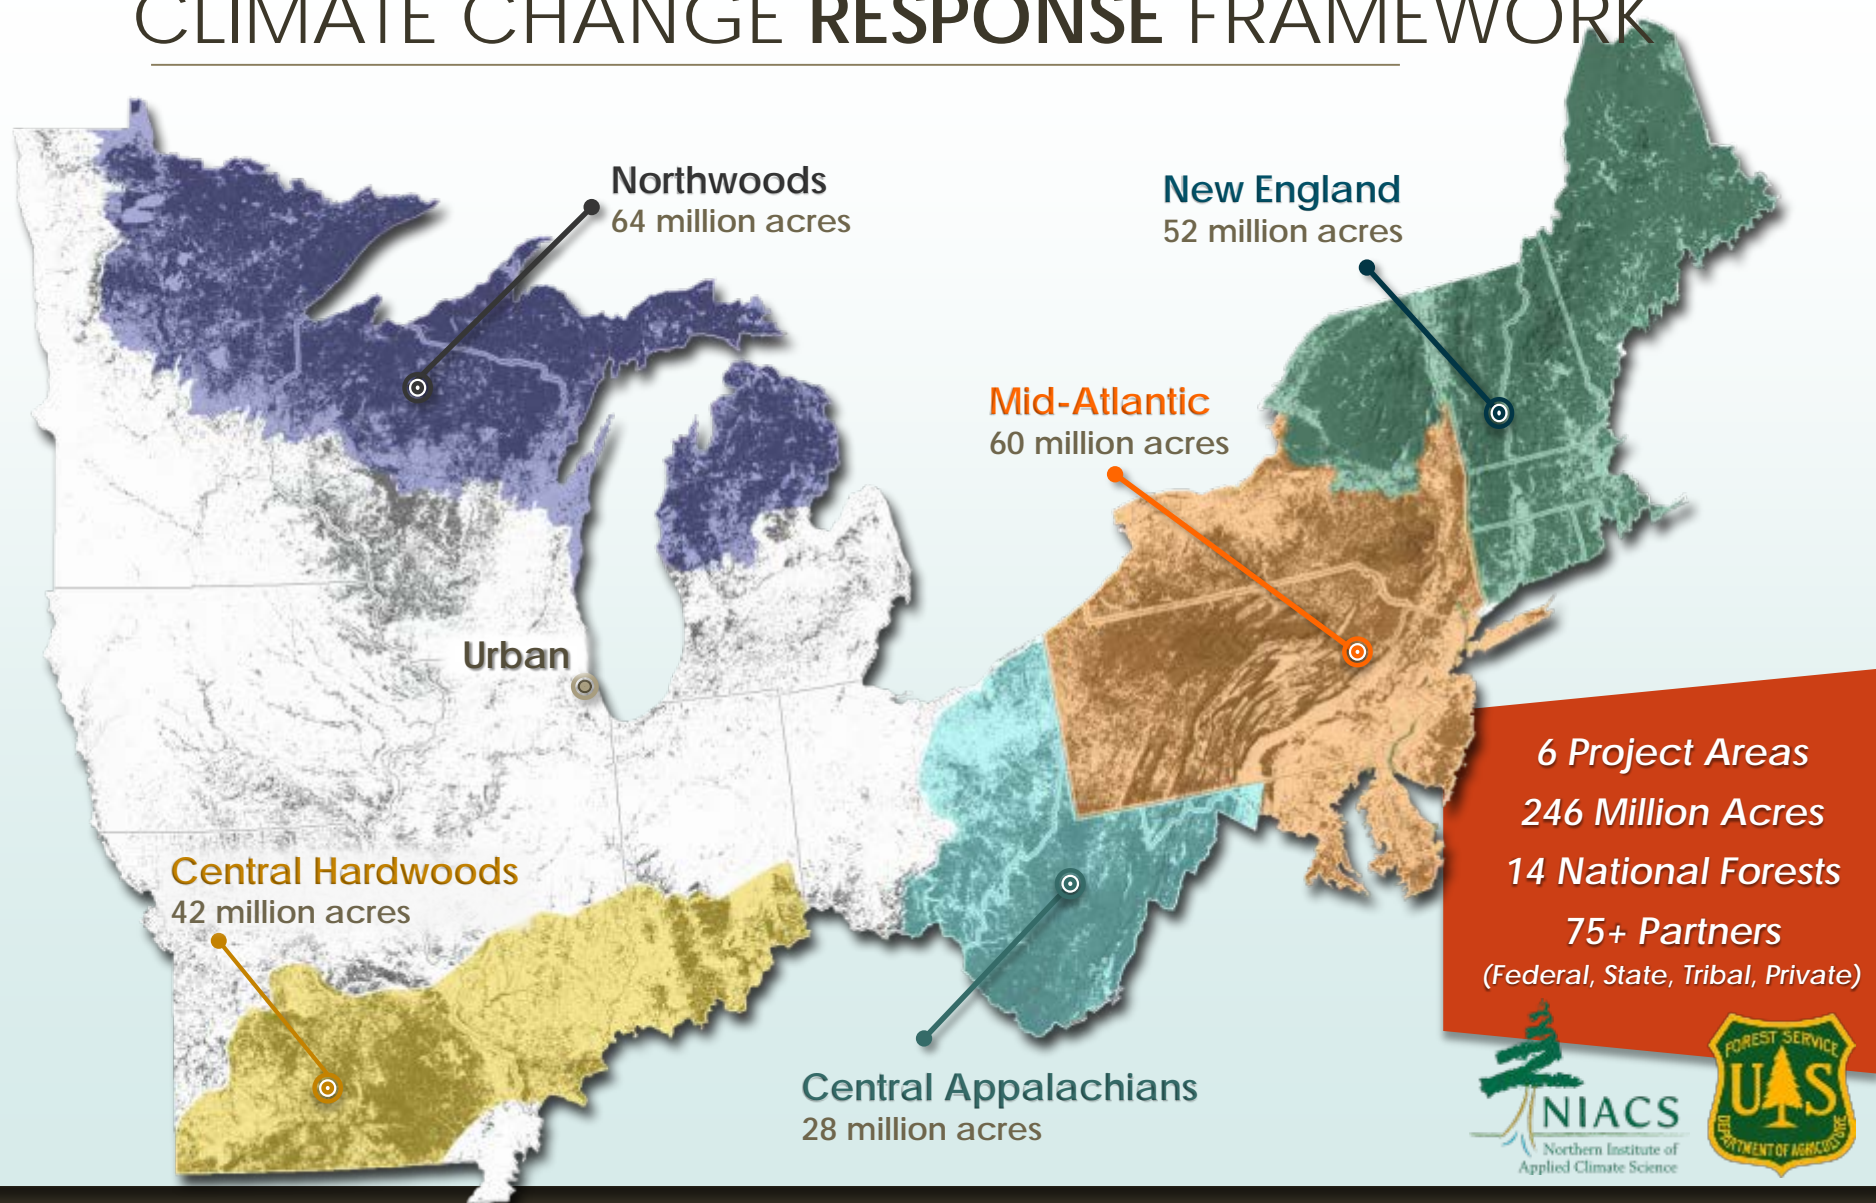 CLIMATE CHANGE RESPONSE FRAMEWORK
Northwoods
64 million acres
New England
52 million acres
Mid-Atlantic
60 million acres
Urban
Central Hardwoods
42 million acres
Central Appalachians
28 million acres
6 Project Areas
246 Million Acres
14 National Forests
75+ Partners
(Federal, State, Tribal, Private)
NIACS
Northern Institute of
Applied Climate Science
FOREST SERVICE
U S
DEPARTMENT OF AGRICULTURE